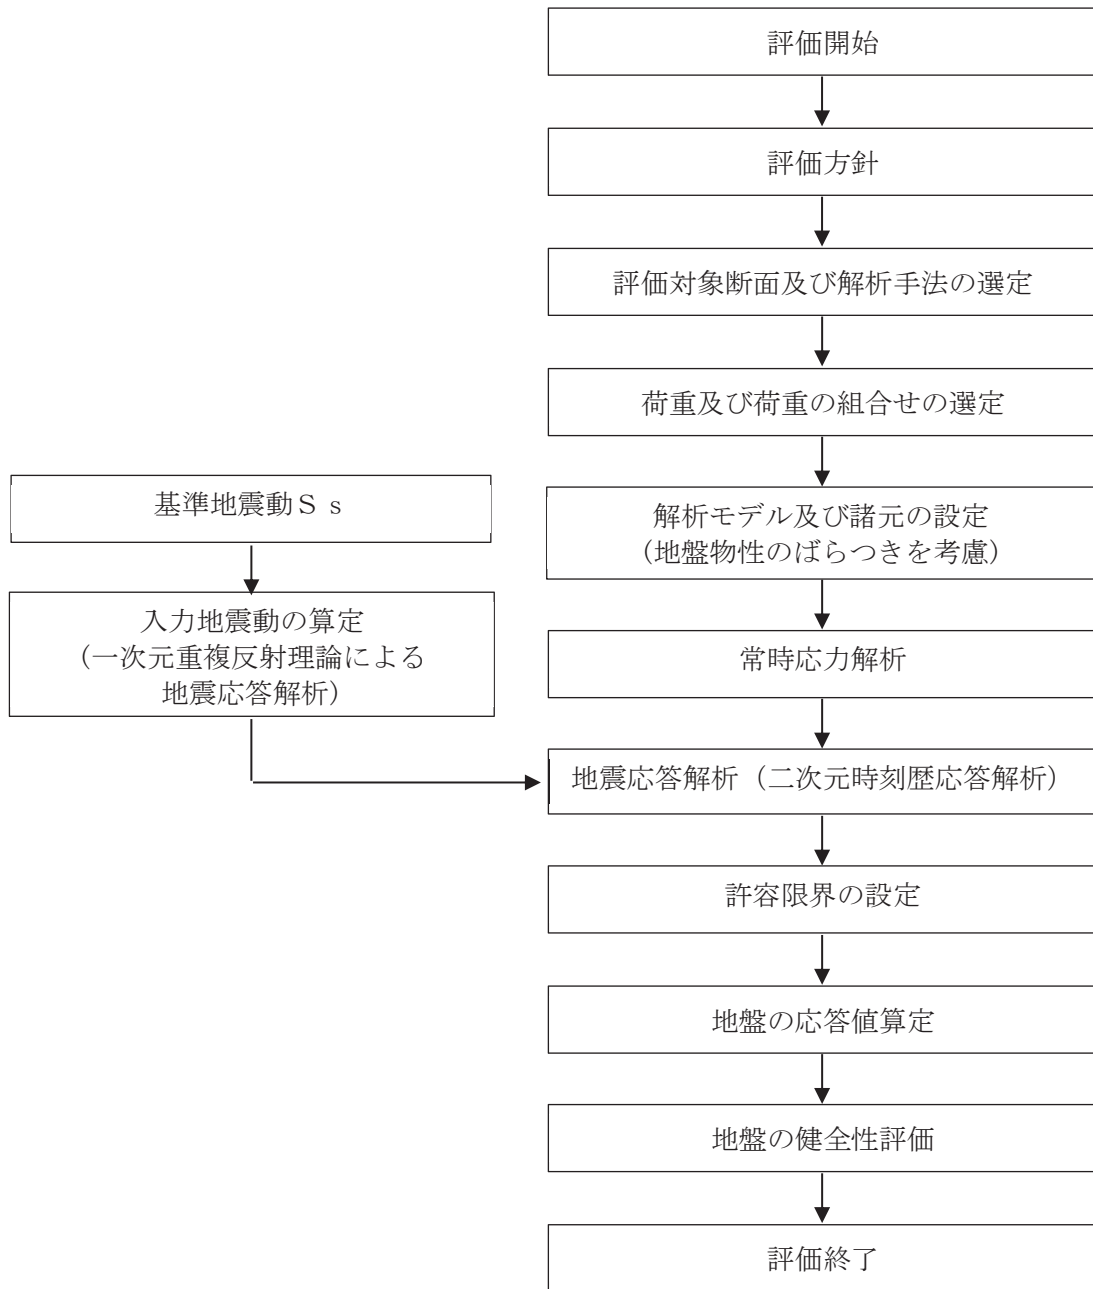 評価開始
評価方針
評価対象断面及び解析手法の選定
荷重及び荷重の組合せの選定
基準地震動Ｓｓ
解析モデル及び諸元の設定
（地盤物性のばらつきを考慮）
入力地震動の算定
（一次元重複反射理論による
地震応答解析）
常時応力解析
地震応答解析（二次元時刻歴応答解析）
許容限界の設定
地盤の応答値算定
地盤の健全性評価
評価終了